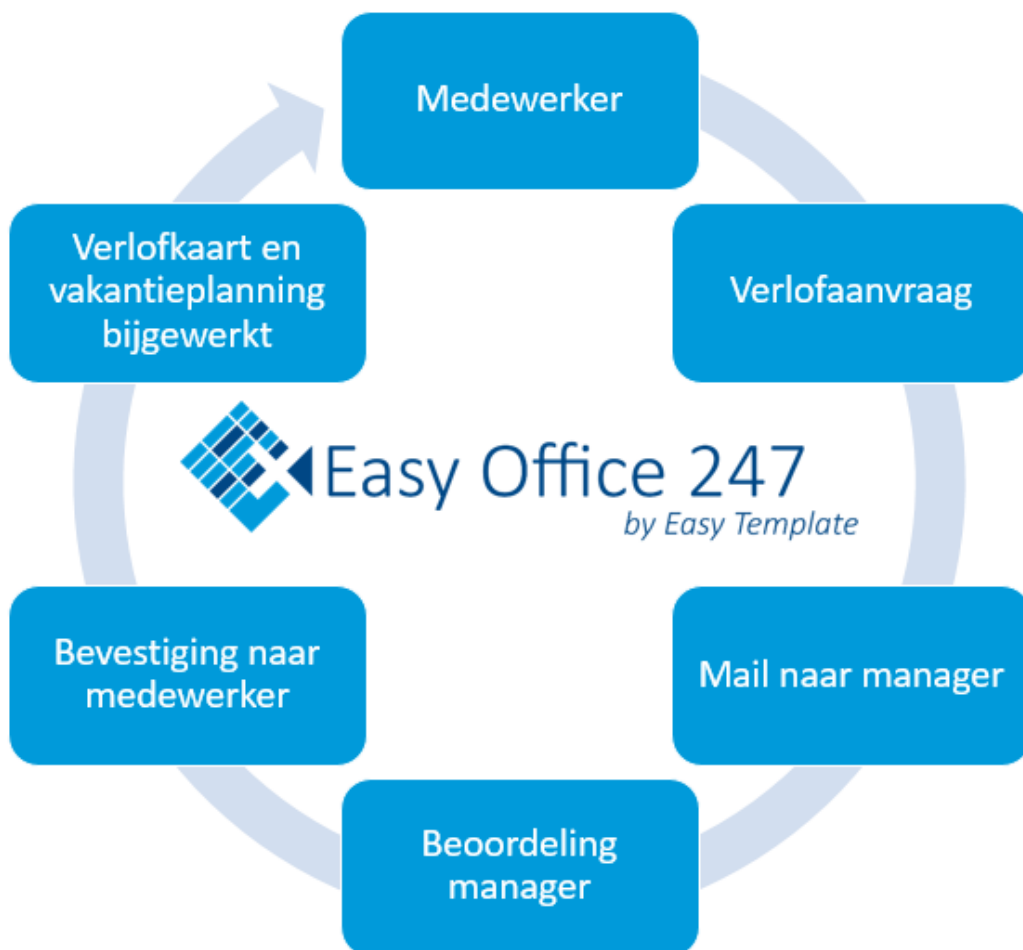 Medewerker
Verlofaanvraag
Mail naar manager
Beoordeling
manager
Bevestiging naar
medewerker
Verlofkaart en
vakantieplanning
bijgewerkt
Easy Office 247
by Easy Template